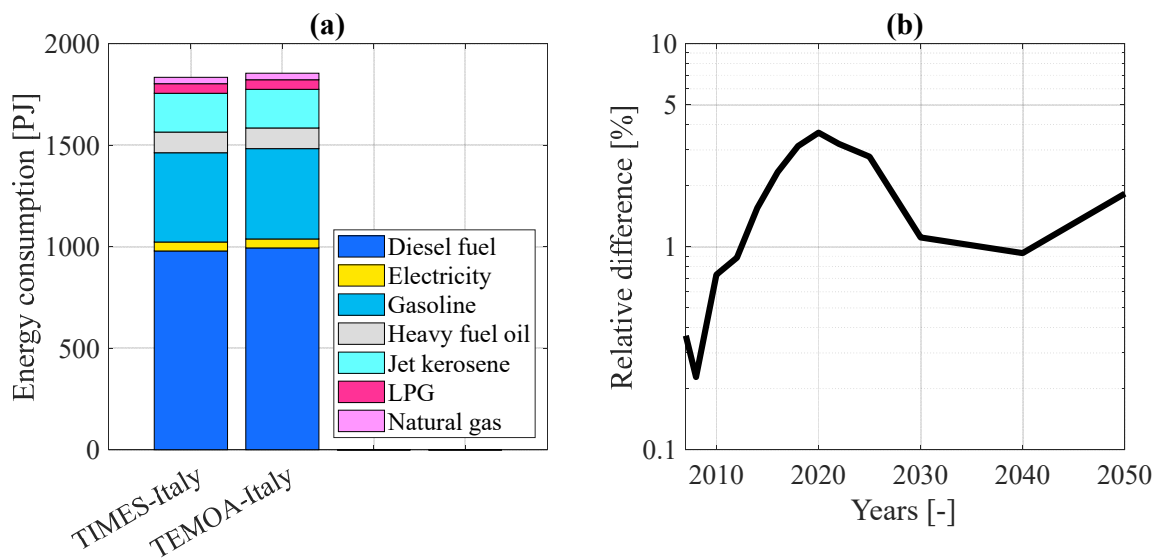 (a)
Energy consumption [PJ]
2000
1500
1000
500
0
TIMES-Italy
TEMOA-Italy
Diesel fuel
Electricity
Gasoline
Heavy fuel oil
Jet kerosene
LPG
Natural gas
(b)
Relative difference [%]
10
5
1
0.1
2010 2020 2030 2040 2050
Years [-]